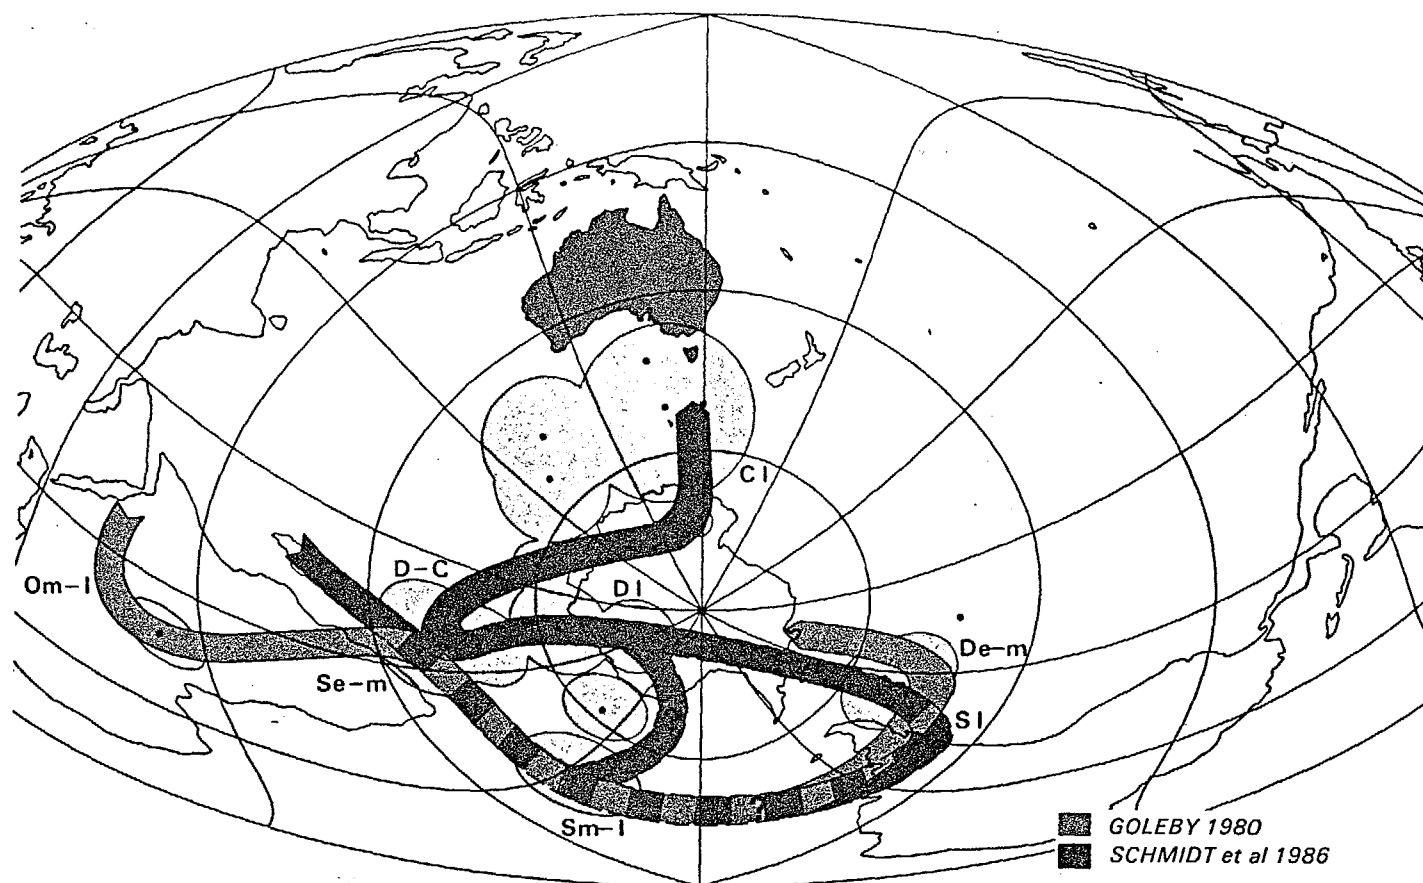 CI
D-C
DI
Om-I
De-m
Se-m
SI
?
Sm-I
GOLEBY 1980
SCHMIDT et al 1986